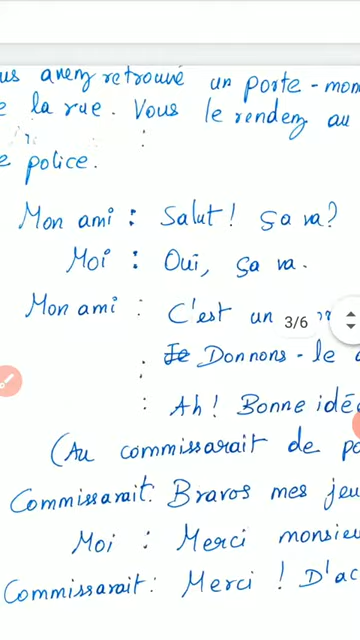 us avez retrouvé un porte-mon
e la rue. Vous le rendez au
e police.
Mon ami : Salut! Ça va?
Moi : Oui, ça va.
Mon ami : C'est un
3/6
Je Donnons-le
: Ah! Bonne idé
(Au commissarait de po
Commissarait: Bravos mes jeu
Moi : Merci monsieu
Commissarait: Merci! D'ac